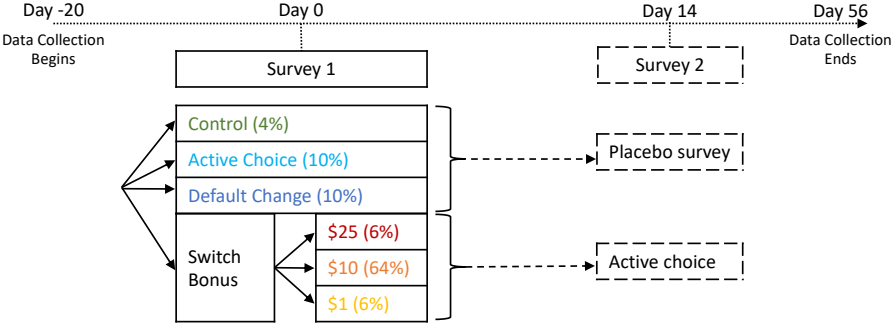 Day -20
Day 0
Day 14
Day 56
Data Collection
Begins
Data Collection
Ends
Survey 1
Survey 2
Control (4%)
Active Choice (10%)
Default Change (10%)
Placebo survey
Switch
Bonus
$25 (6%)
$10 (64%)
$1 (6%)
Active choice